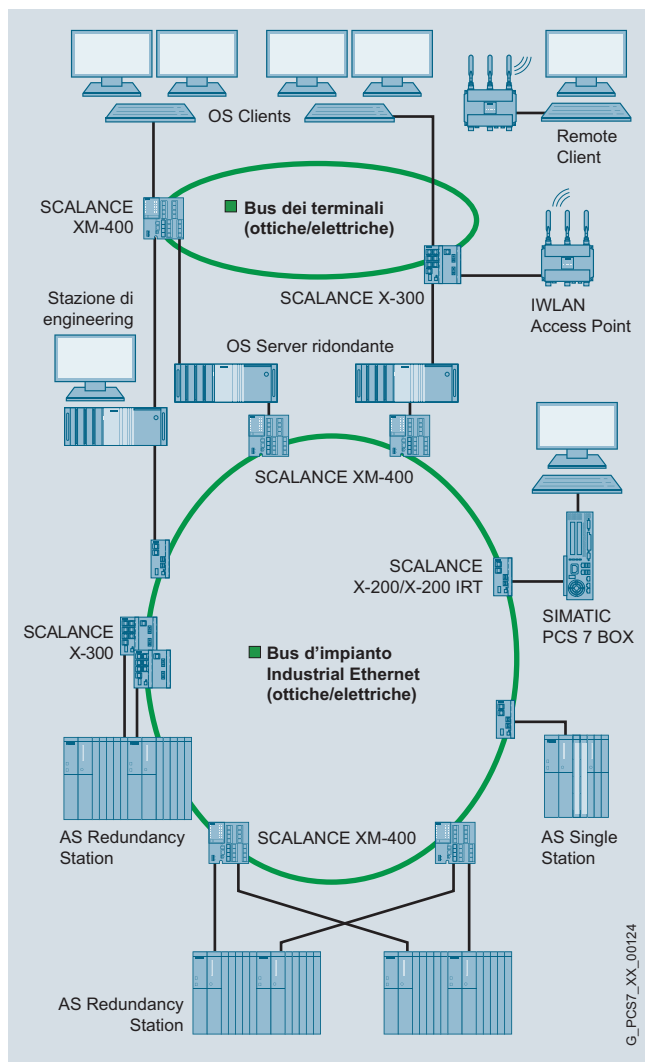 OS Clients
Remote
Client
SCALANCE
XM-400
Bus dei terminali
(ottiche/elettriche)
SCALANCE X-300
IWLAN
Access Point
Stazione di
engineering
OS Server ridondante
SCALANCE XM-400
SCALANCE
X-200/X-200 IRT
SIMATIC
PCS 7 BOX
SCALANCE
X-300
Bus d'impianto
Industrial Ethernet
(ottiche/elettriche)
AS Redundancy
Station
SCALANCE XM-400
AS Single
Station
AS Redundancy
Station
G_PCS7_XX_00124